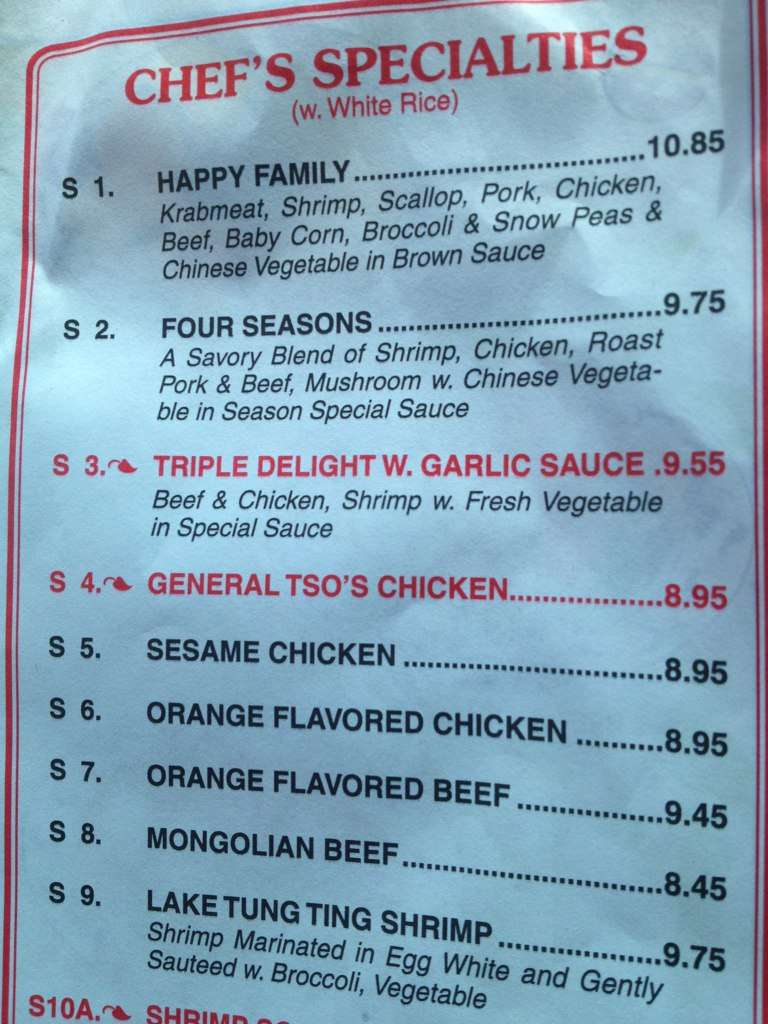 CHEF'S SPECIALTIES
(w. White Rice)
S 1. HAPPY FAMILY...................................10.85
Krabmeat, Shrimp, Scallop, Pork, Chicken,
Beef, Baby Corn, Broccoli & Snow Peas &
Chinese Vegetable in Brown Sauce
S 2. FOUR SEASONS ...................................9.75
A Savory Blend of Shrimp, Chicken, Roast
Pork & Beef, Mushroom w. Chinese Vegeta-
ble in Season Special Sauce
S 3. TRIPLE DELIGHT W. GARLIC SAUCE .9.55
Beef & Chicken, Shrimp w. Fresh Vegetable
in Special Sauce
S 4. GENERAL TSO'S CHICKEN...................8.95
S 5. SESAME CHICKEN .................................8.95
S 6. ORANGE FLAVORED CHICKEN ...........8.95
S 7. ORANGE FLAVORED BEEF ..................9.45
S 8. MONGOLIAN BEEF.................................8.45
S 9. LAKE TUNG TING SHRIMP ....................9.75
Shrimp Marinated in Egg White and Gently
Sauteed w. Broccoli, Vegetable
S10A. SHRIMP